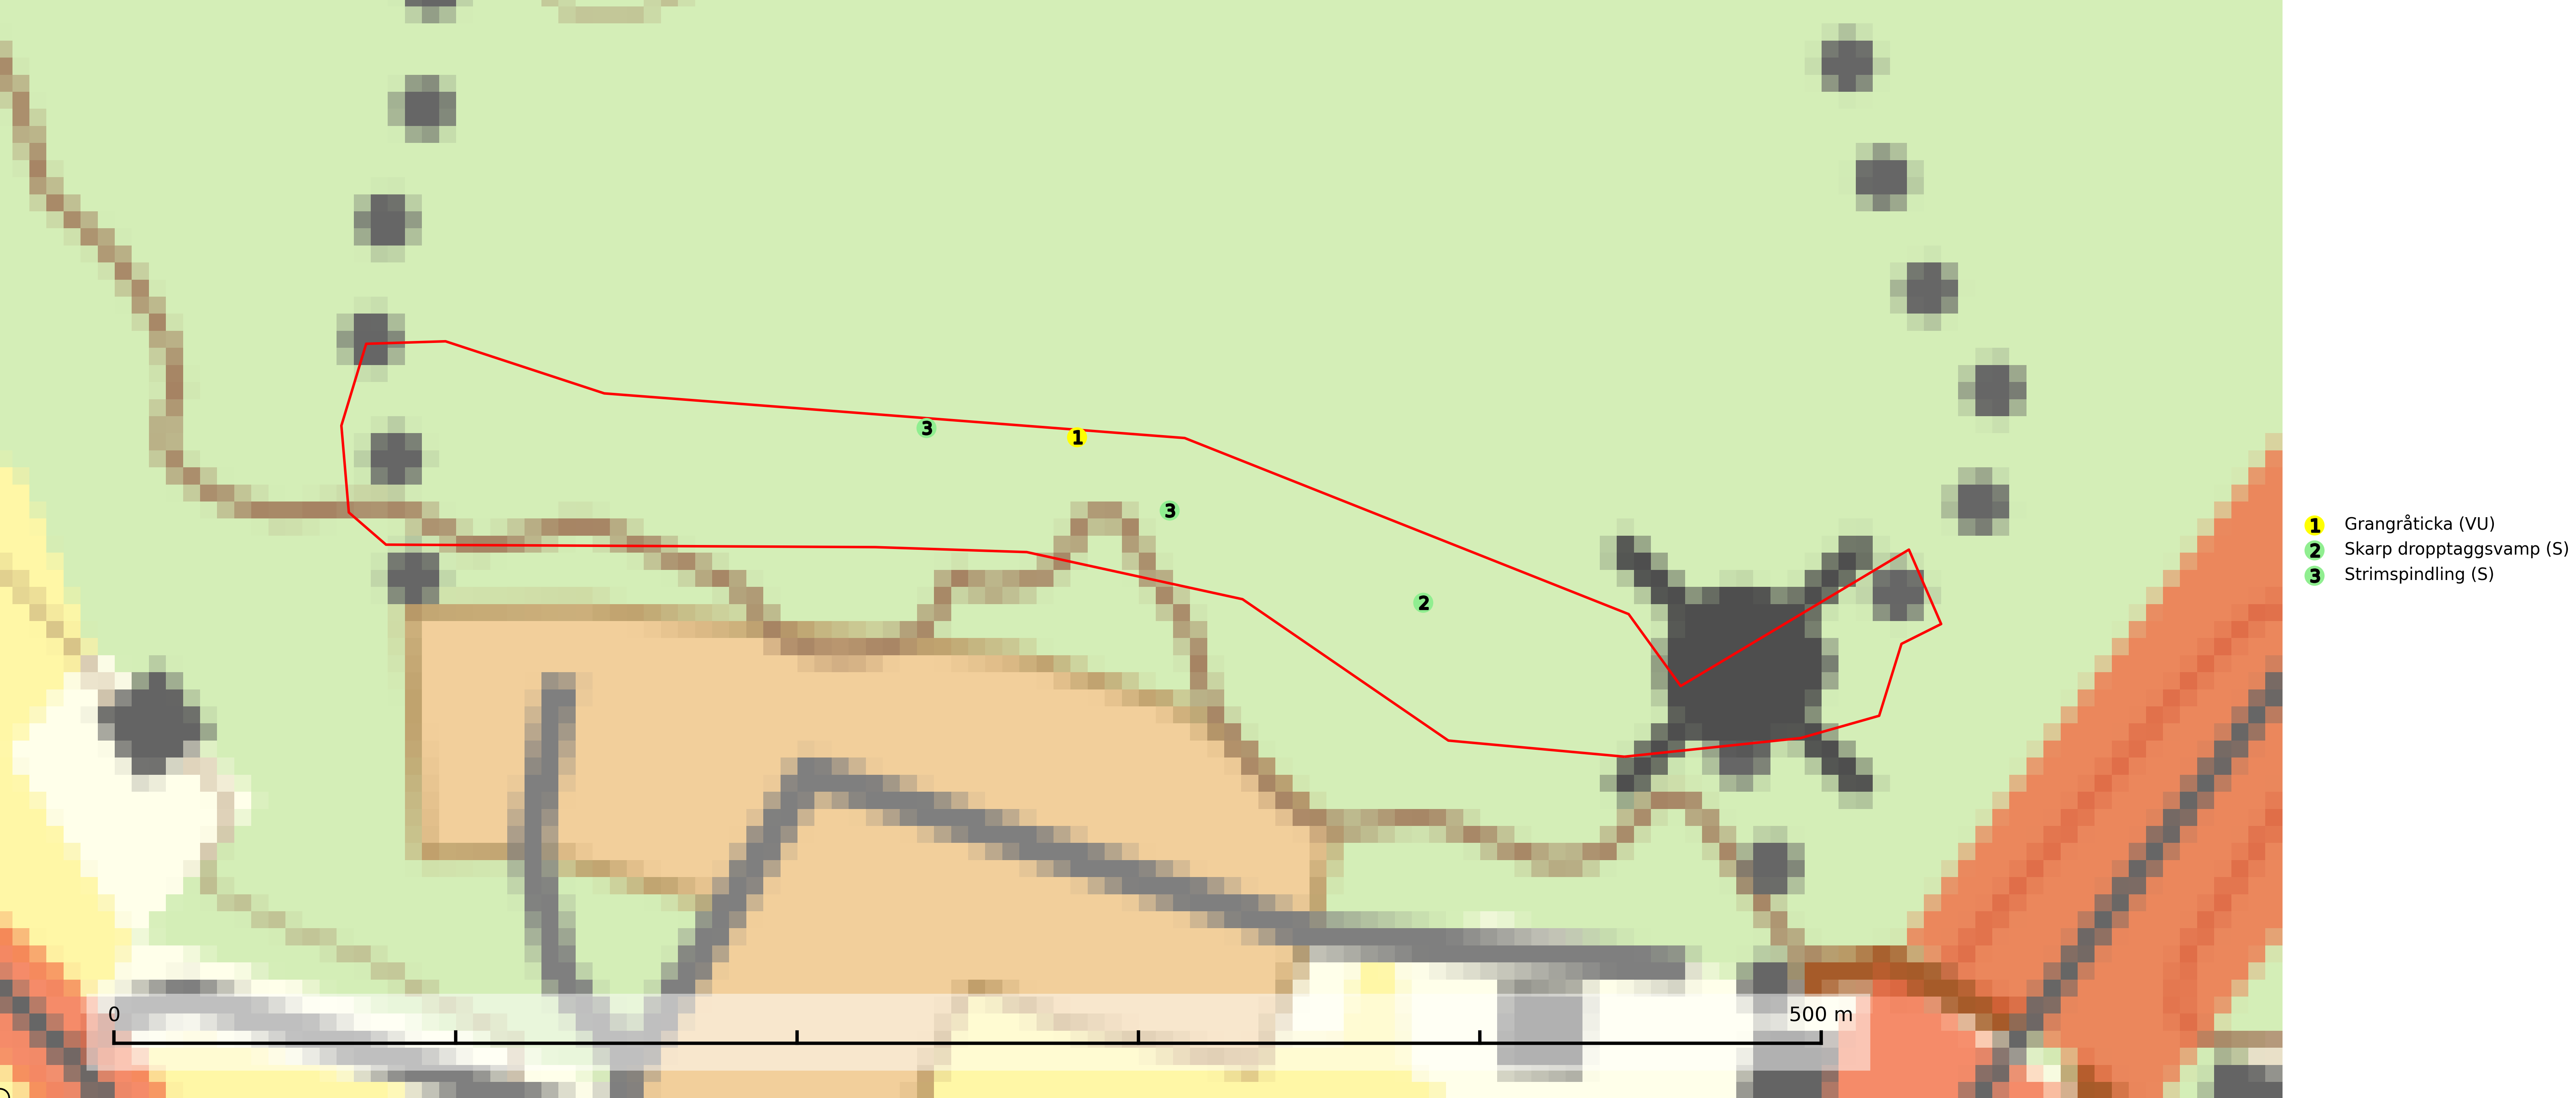 3
1
3
2
1 Grangråticka (VU)
2 Skarp dropptaggsvamp (S)
3 Strimspindling (S)
0 500 m